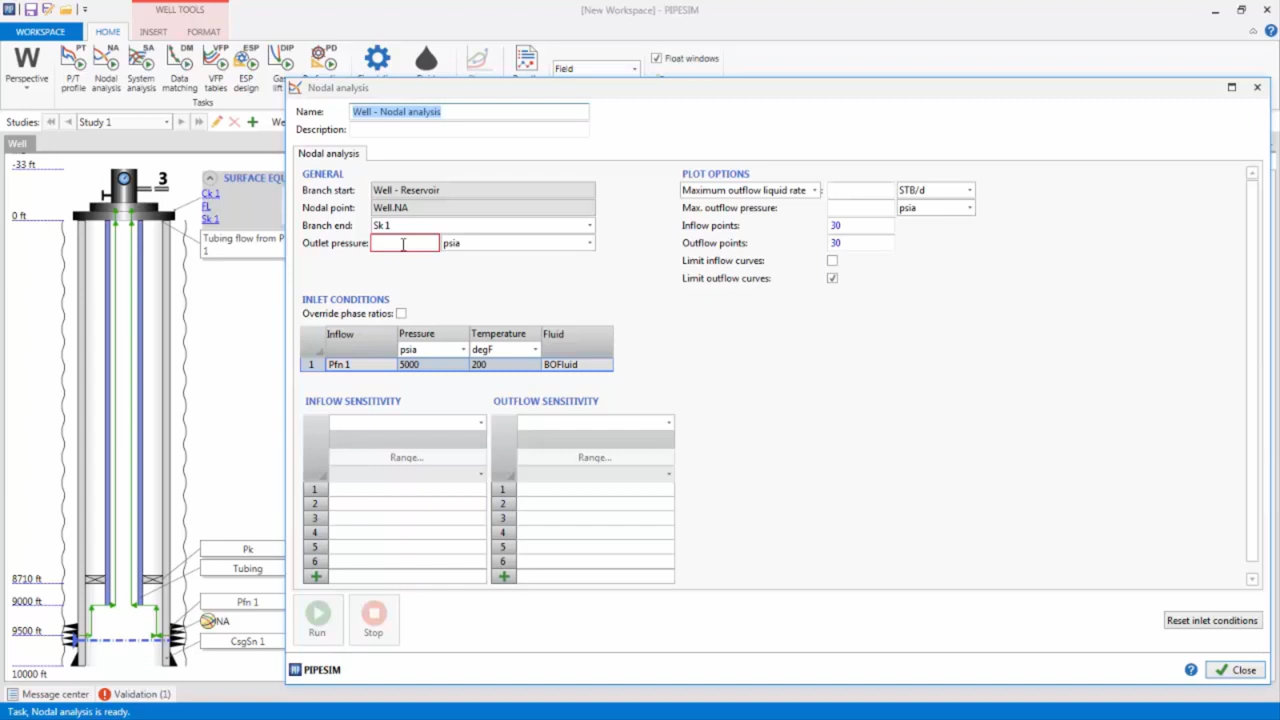 WELL TOOLS
[New Workspace] - PIPESIM
WORKSPACE HOME INSERT FORMAT
W PT NA SA DM VFP ESP DIP PD
Perspective P/T profile Nodal analysis System analysis Data matching VFP tables ESP design
Tasks
Field
Float windows
Studies: Study 1
Well
-33 ft
3
SURFACE EQU
Ck 1
FL
Sk 1
0 ft
Tubing flow from P
1
Pk
8710 ft
Tubing
9000 ft
Pfn 1
NA
9500 ft
CsgSn 1
10000 ft
Nodal analysis
Name: Well - Nodal analysis
Description:
Nodal analysis
GENERAL
Branch start: Well - Reservoir
Nodal point: Well.NA
Branch end: Sk 1
Outlet pressure: psia
PLOT OPTIONS
Maximum outflow liquid rate : STB/d
Max. outflow pressure: psia
Inflow points: 30
Outflow points: 30
Limit inflow curves:
Limit outflow curves:
INLET CONDITIONS
Override phase ratios:
Inflow Pressure Temperature Fluid
psia degF
1 Pfn 1 5000 200 BOFluid
INFLOW SENSITIVITY OUTFLOW SENSITIVITY
Range... Range...
1 1
2 2
3 3
4 4
5 5
6 6
Run Stop
Reset inlet conditions
PIPESIM
Close
Message center Validation (1)
Task, Nodal analysis is ready.